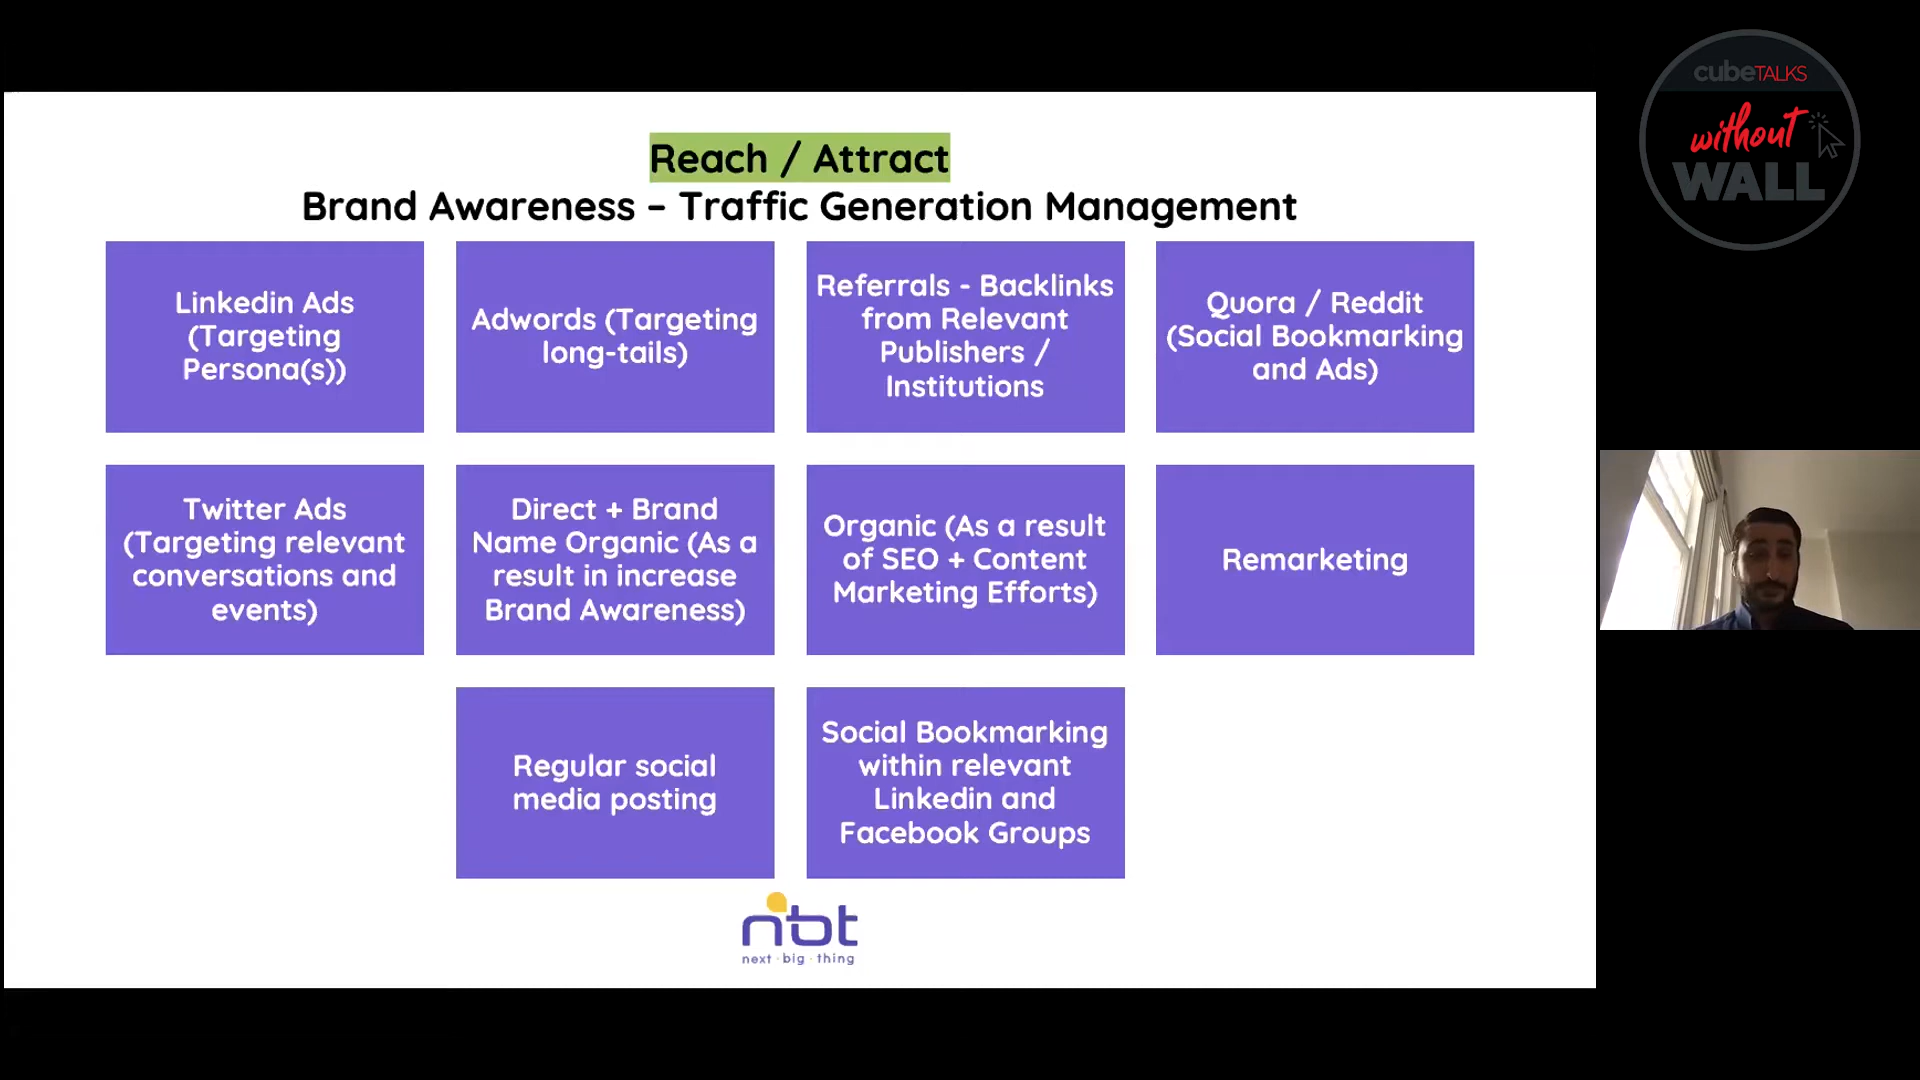 cubeTALKS
without
WALL
Reach / Attract
Brand Awareness – Traffic Generation Management
Linkedin Ads
(Targeting
Persona(s))
Adwords (Targeting
long-tails)
Referrals - Backlinks
from Relevant
Publishers /
Institutions
Quora / Reddit
(Social Bookmarking
and Ads)
Twitter Ads
(Targeting relevant
conversations and
events)
Direct + Brand
Name Organic (As a
result in increase
Brand Awareness)
Organic (As a result
of SEO + Content
Marketing Efforts)
Remarketing
Regular social
media posting
Social Bookmarking
within relevant
Linkedin and
Facebook Groups
nbt
next · big · thing